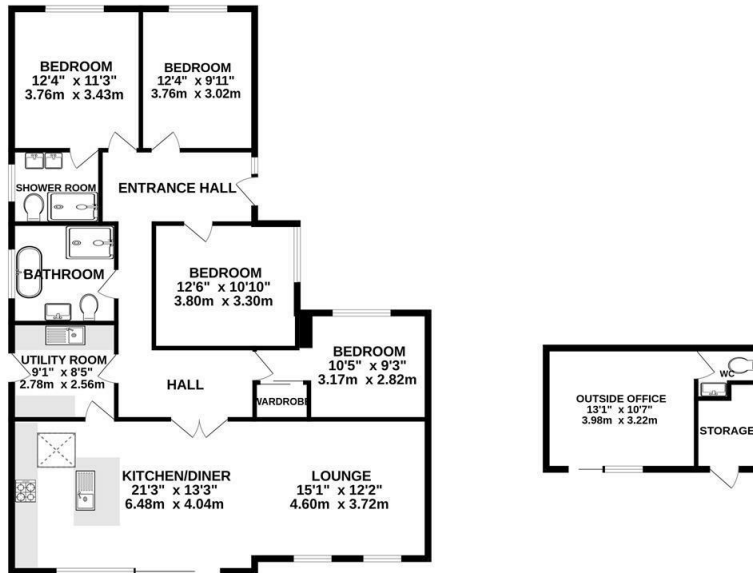 BEDROOM
12'4" x 11'3"
3.76m x 3.43m
BEDROOM
12'4" x 9'11"
3.76m x 3.02m
SHOWER ROOM
ENTRANCE HALL
BATHROOM
BEDROOM
12'6" x 10'10"
3.80m x 3.30m
UTILITY ROOM
9'1" x 8'5"
2.78m x 2.56m
HALL
BEDROOM
10'5" x 9'3"
3.17m x 2.82m
WARDROBE
KITCHEN/DINER
21'3" x 13'3"
6.48m x 4.04m
LOUNGE
15'1" x 12'2"
4.60m x 3.72m
OUTSIDE OFFICE
13'1" x 10'7"
3.98m x 3.22m
WC
STORAGE